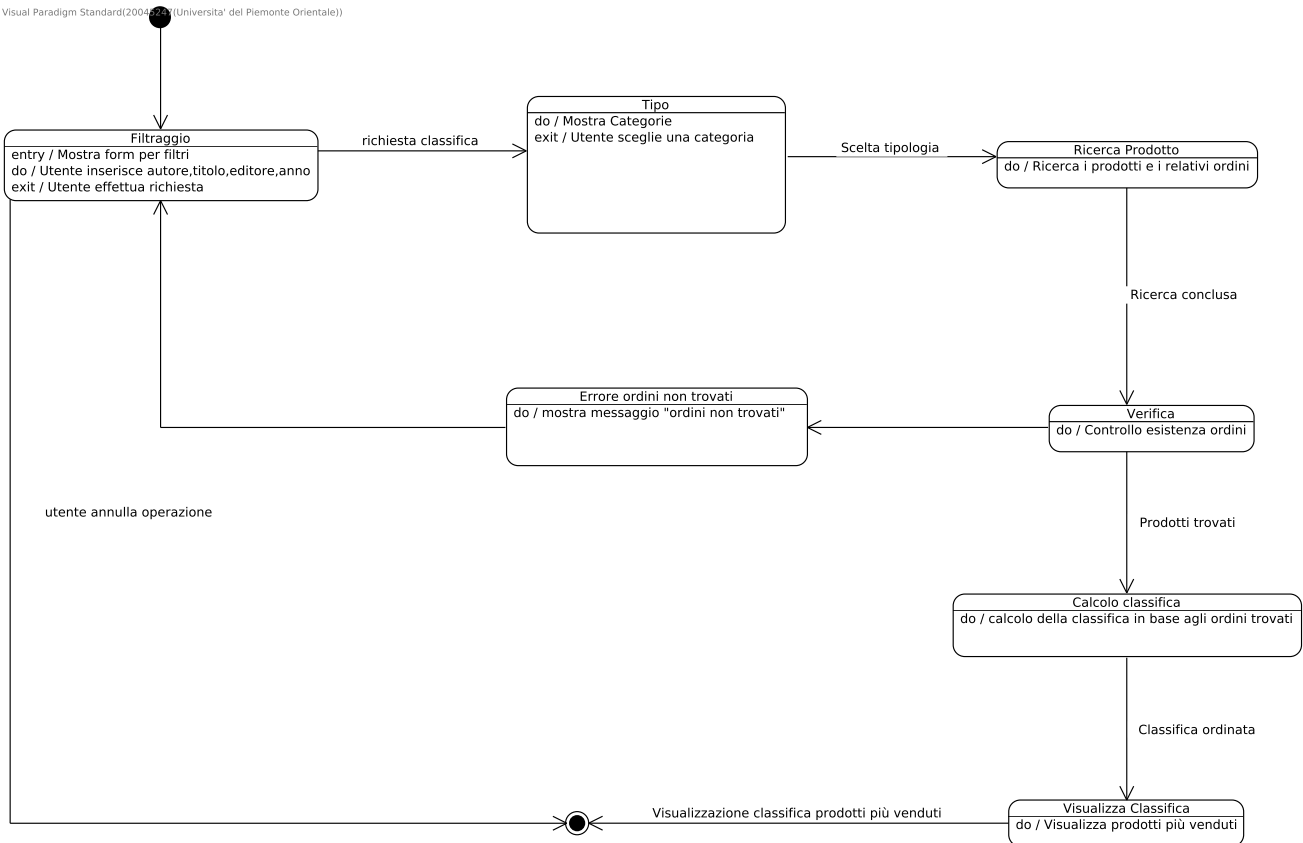 Visual Paradigm Standard(20045247(Universita' del Piemonte Orientale))
Filtraggio
entry / Mostra form per filtri
do / Utente inserisce autore,titolo,editore,anno
exit / Utente effettua richiesta
richiesta classifica
Tipo
do / Mostra Categorie
exit / Utente sceglie una categoria
Scelta tipologia
Ricerca Prodotto
do / Ricerca i prodotti e i relativi ordini
Ricerca conclusa
Errore ordini non trovati
do / mostra messaggio "ordini non trovati"
Verifica
do / Controllo esistenza ordini
utente annulla operazione
Prodotti trovati
Calcolo classifica
do / calcolo della classifica in base agli ordini trovati
Classifica ordinata
Visualizzazione classifica prodotti più venduti
Visualizza Classifica
do / Visualizza prodotti più venduti